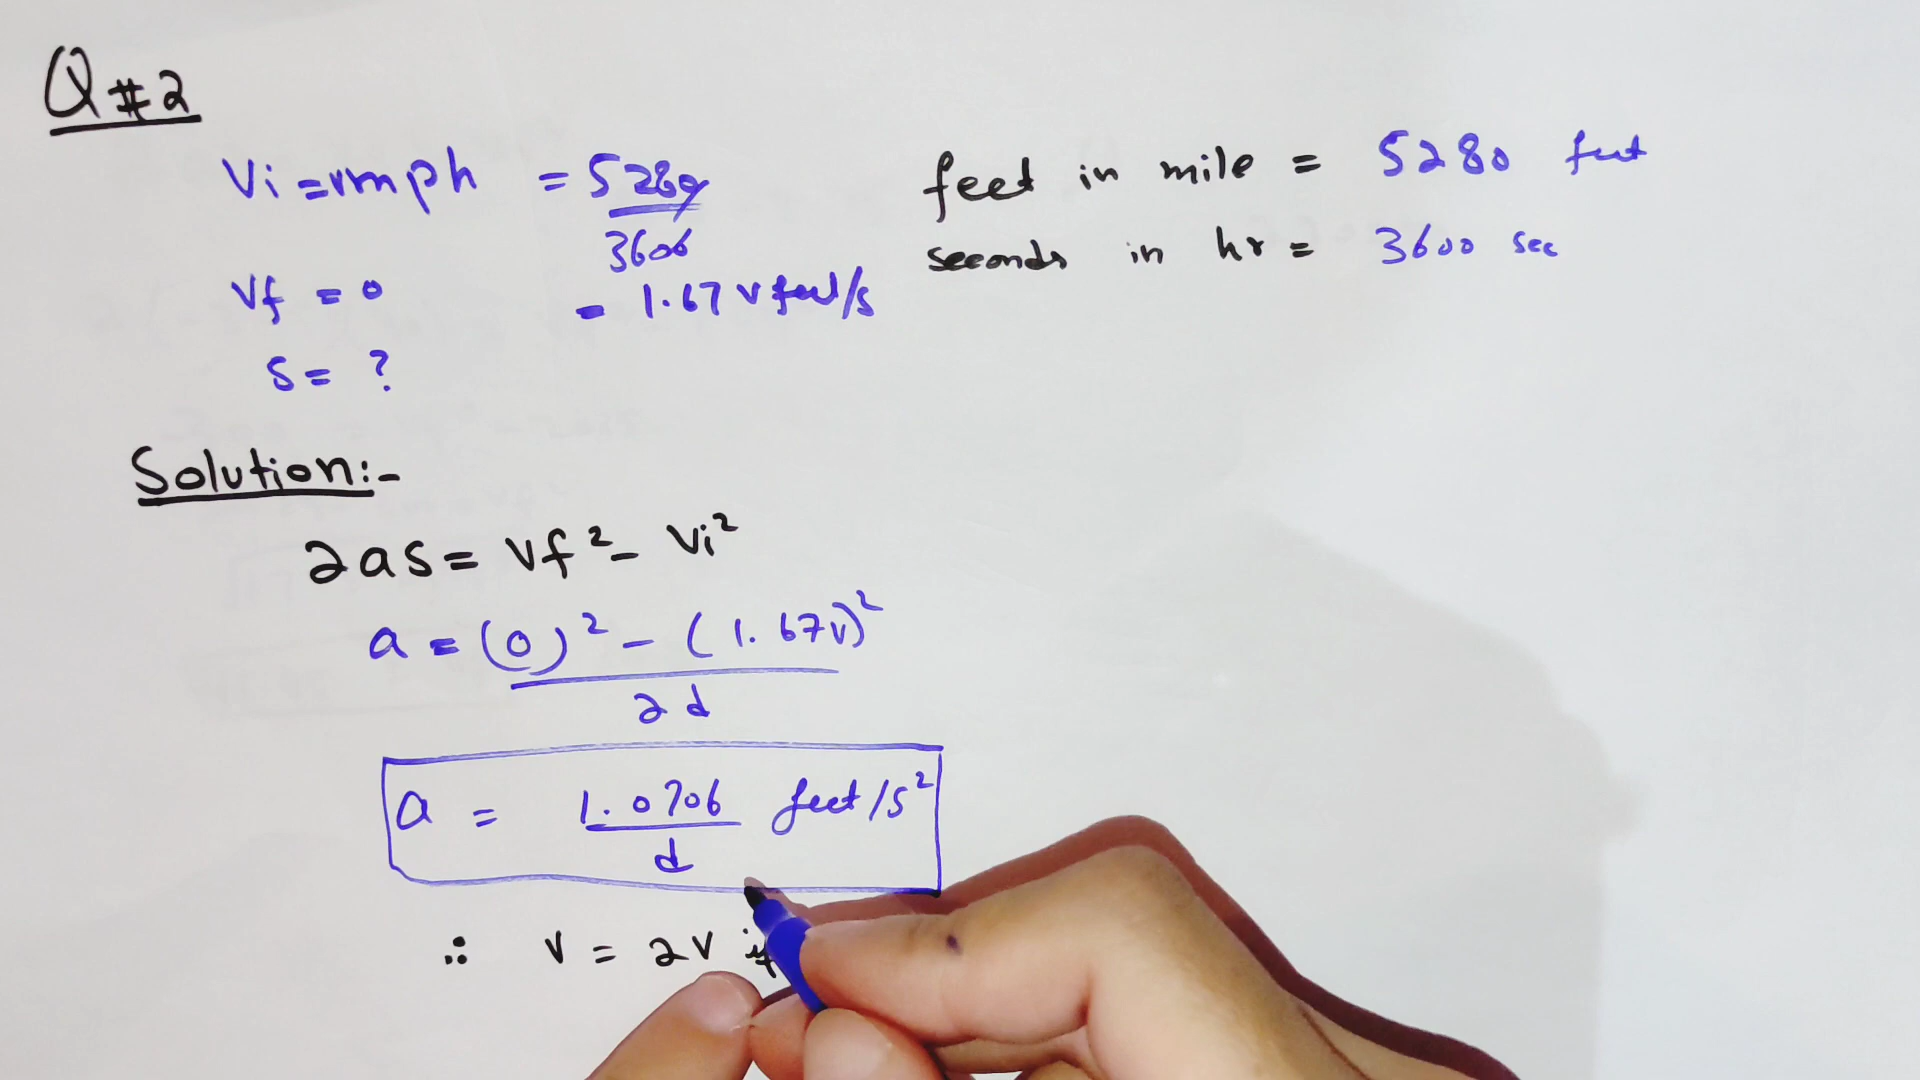 Q#2
Vi = vmph = 5280/3600
feet in mile = 5280 feet
seconds in hr = 3600 sec
Vf = 0
= 1.67 v feet/s
S = ?
Solution:-
2as = Vf² - Vi²
a = (0)² - (1.67v)²
2d
a = 1.0706/d feet/s²
∴ V = 2V if